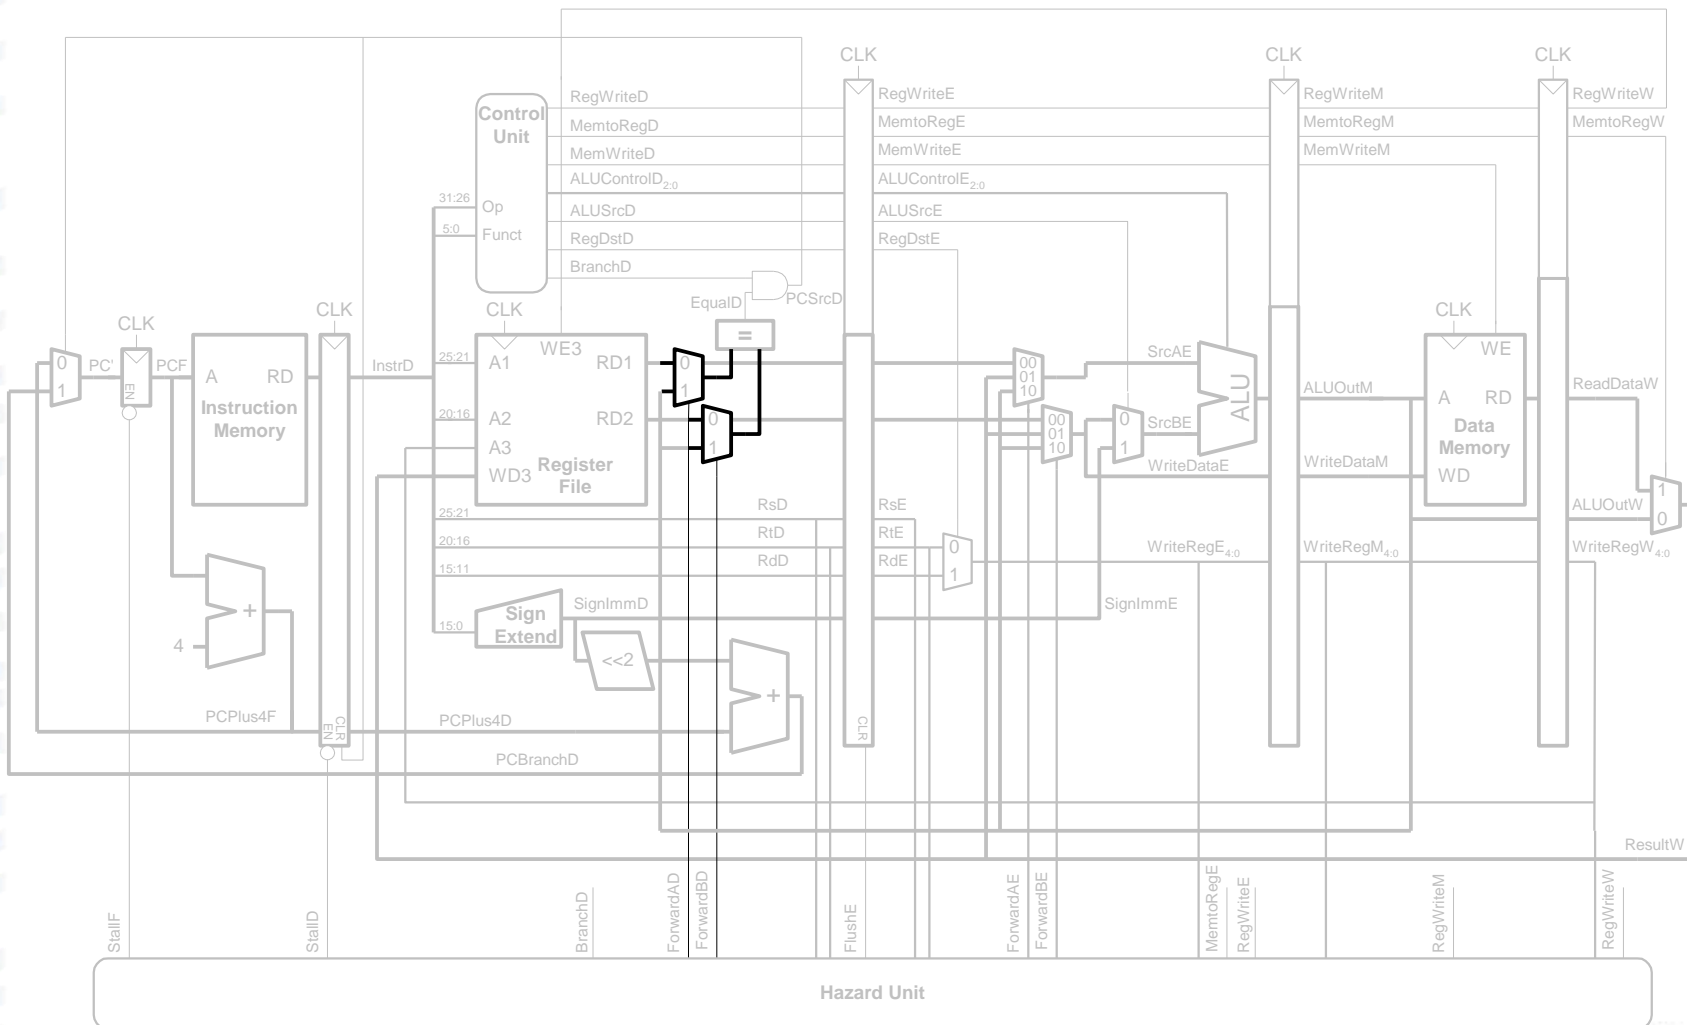 CLK CLK CLK
RegWriteD RegWriteE RegWriteM RegWriteW
Control
Unit
MemtoRegD MemtoRegE MemtoRegM MemtoRegW
MemWriteD MemWriteE MemWriteM
ALUControlD2:0 ALUControlE2:0
31:26 Op
ALUSrcD ALUSrcE
5:0 Funct
RegDstD RegDstE
BranchD
EqualD PCSrcD
CLK CLK CLK CLK
=
0 PC' PCF A RD InstrD 25:21 A1 WE3 RD1 0 00 SrcAE WE
1 EN Instruction
Memory
1 01 10 ALU ALUOutM A RD ReadDataW
20:16 A2 RD2 0 00 0 SrcBE
01
A3 1 10 1
Data
Memory
WD3 Register
File
WriteDataE WriteDataM WD
1
0
25:21 RsD RsE ALUOutW
20:16 RtD RtE 0
WriteRegE4:0 WriteRegM4:0 WriteRegW4:0
15:11 RdD RdE 1
+
4
15:0 Sign
Extend
SignImmD SignImmE
<<2
+
PCPlus4F EN CLR PCPlus4D CLR
PCBranchD
ResultW
StallF StallD BranchD ForwardAD ForwardBD FlushE ForwardAE ForwardBE MemtoRegE RegWriteE RegWriteM RegWriteW
Hazard Unit